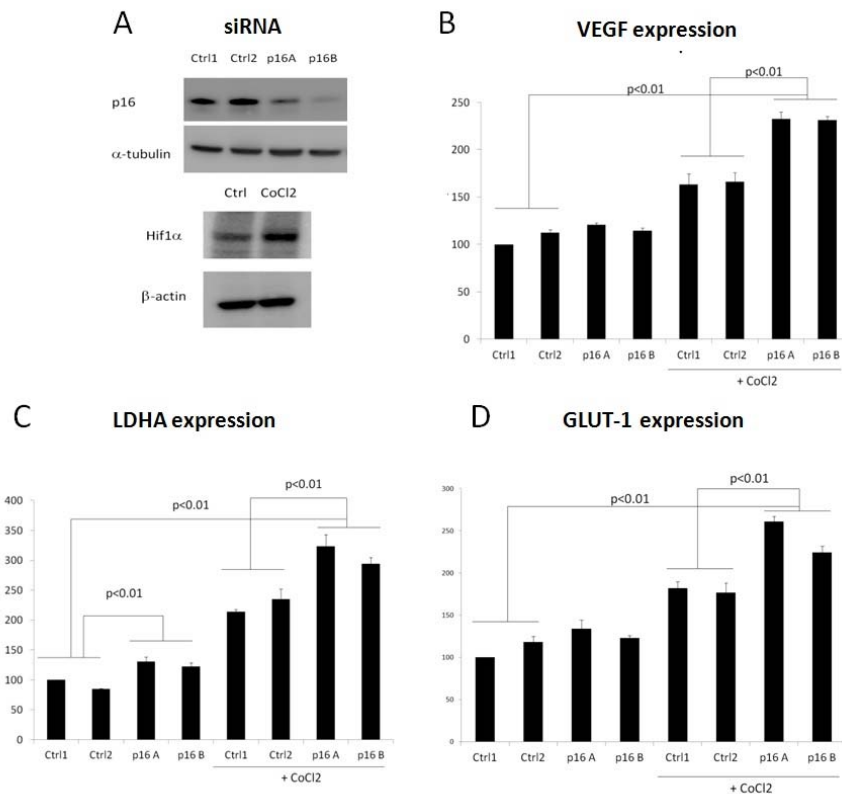 A
siRNA
Ctrl1 Ctrl2 p16A p16B
p16
α-tubulin
Ctrl CoCl2
Hif1α
β-actin
B
VEGF expression
p<0.01
p<0.01
250
200
150
100
50
0
Ctrl1 Ctrl2 p16 A p16 B Ctrl1 Ctrl2 p16 A p16 B
+ CoCl2
C
LDHA expression
p<0.01
p<0.01
p<0.01
400
350
300
250
200
150
100
50
0
Ctrl1 Ctrl2 p16 A p16 B Ctrl1 Ctrl2 p16 A p16 B
+ CoCl2
D
GLUT-1 expression
p<0.01
p<0.01
300
250
200
150
100
50
0
Ctrl1 Ctrl2 p16 A p16 B Ctrl1 Ctrl2 p16 A p16 B
+ CoCl2